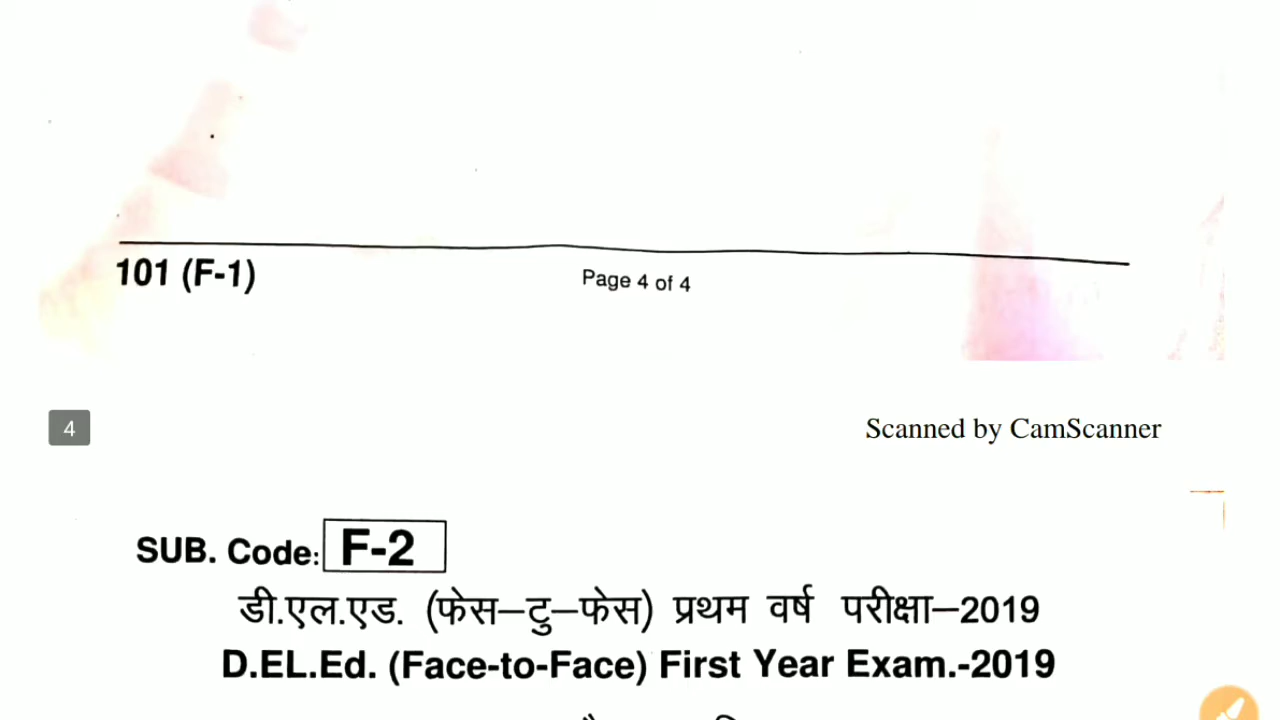 101 (F-1)
Page 4 of 4
4
Scanned by CamScanner
SUB. Code: F-2
डी.एल.एड. (फेस–टु–फेस) प्रथम वर्ष परीक्षा–2019
D.EL.Ed. (Face-to-Face) First Year Exam.-2019